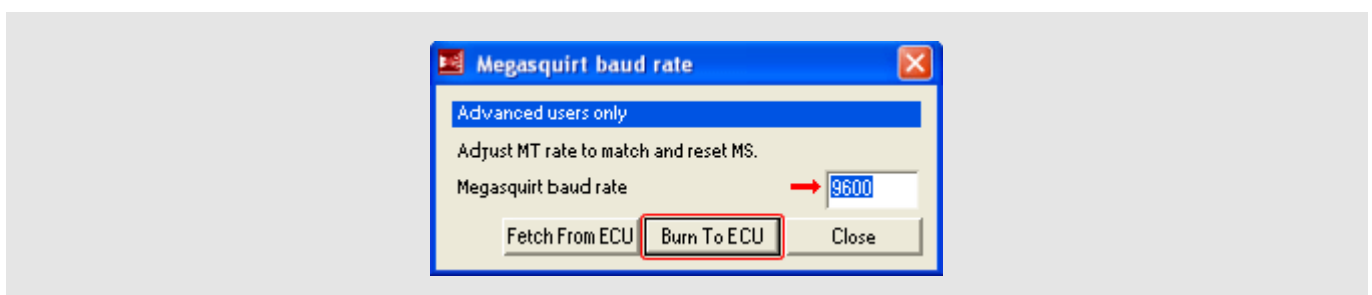 Megasquirt baud rate
Advanced users only
Adjust MT rate to match and reset MS.
Megasquirt baud rate 9600
Fetch From ECU Burn To ECU Close